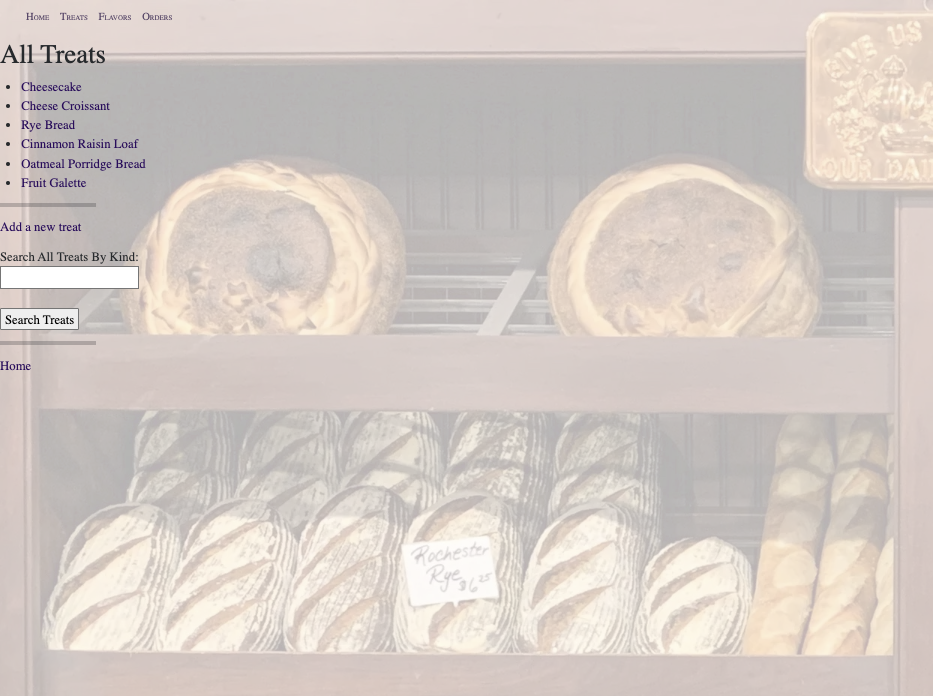 Home Treats Flavors Orders
All Treats
Cheesecake
Cheese Croissant
Rye Bread
Cinnamon Raisin Loaf
Oatmeal Porridge Bread
Fruit Galette
Add a new treat
Search All Treats By Kind:
Search Treats
Home
GIVE US
OUR DAI
Rochester
Rye
$6.25